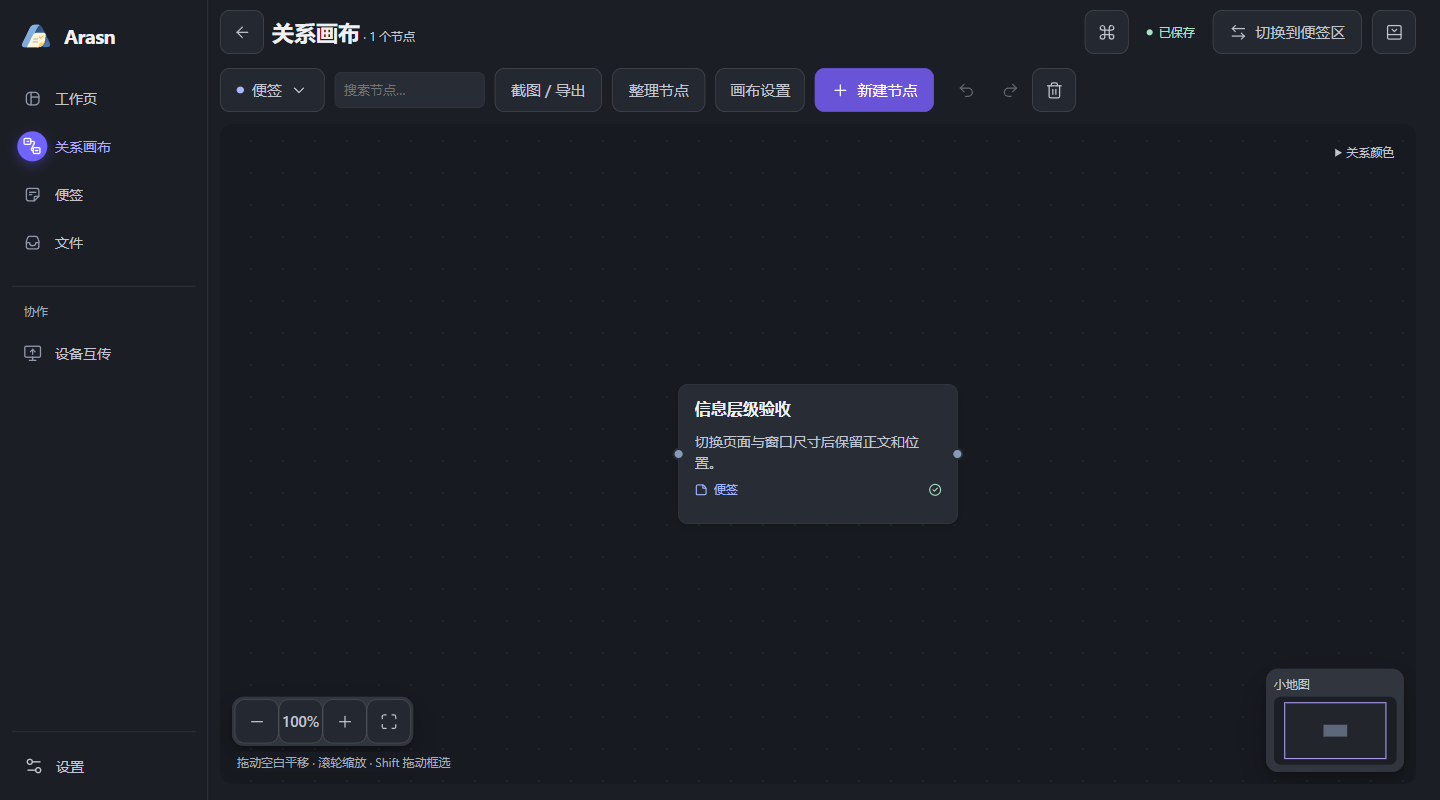 Arasn
工作页
关系画布
便签
文件
协作
设备互传
设置
关系画布 · 1 个节点
已保存
切换到便签区
便签
搜索节点...
截图 / 导出
整理节点
画布设置
新建节点
关系颜色
信息层级验收
切换页面与窗口尺寸后保留正文和位
置。
便签
100%
拖动空白平移 · 滚轮缩放 · Shift 拖动框选
小地图